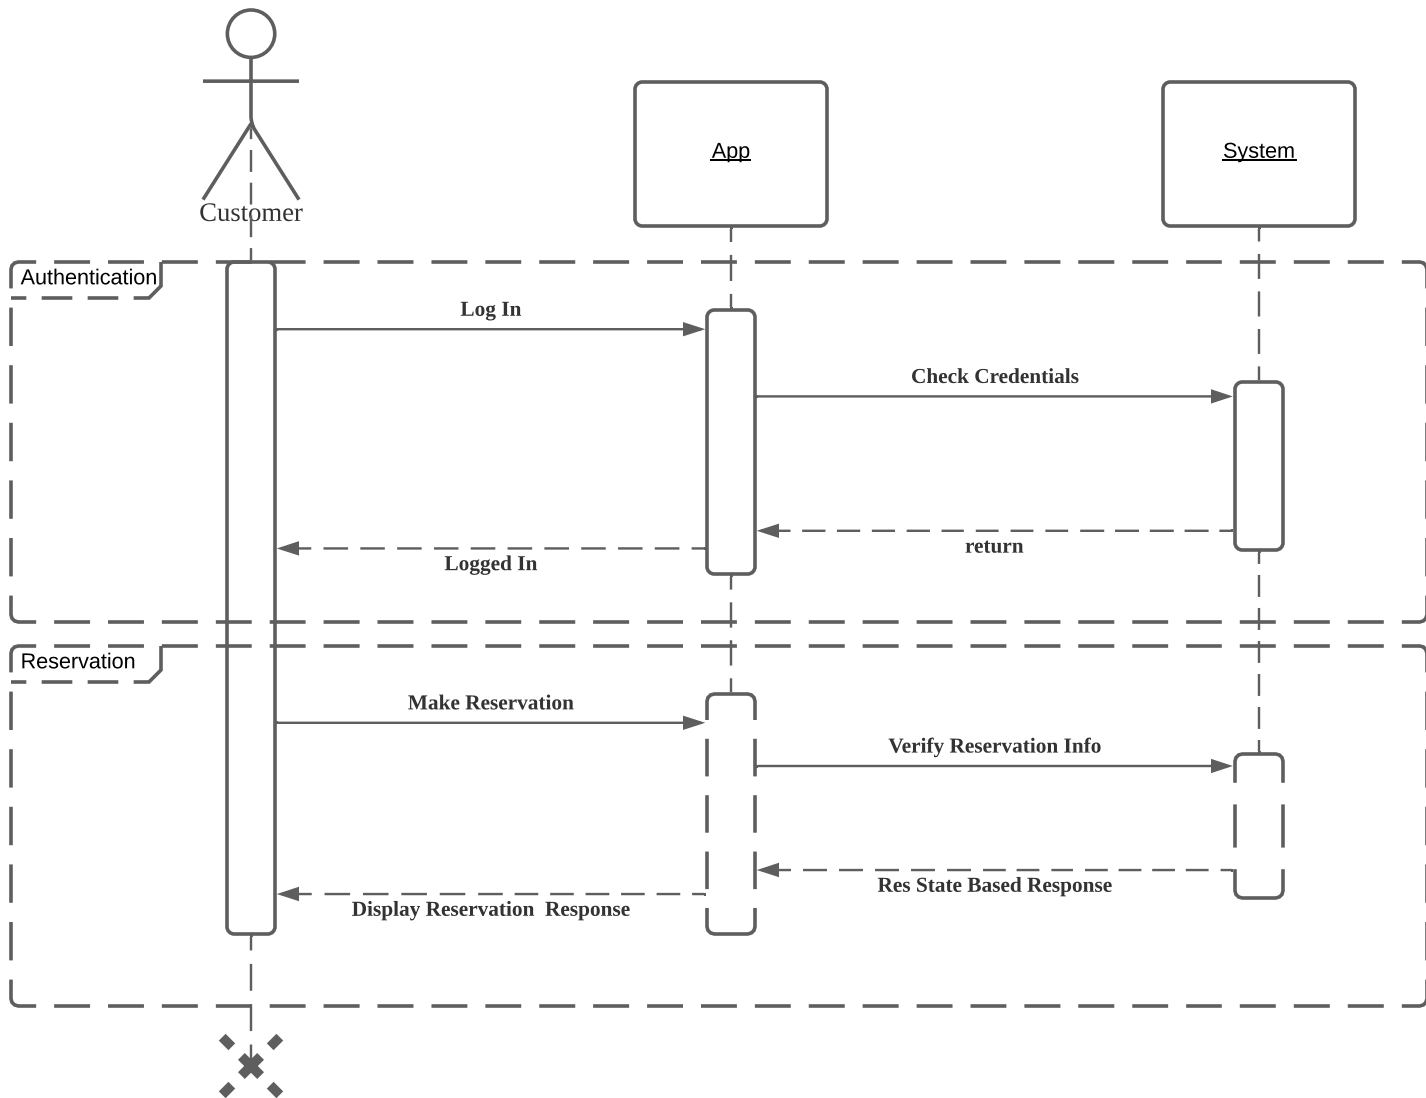 Customer
App
System
Authentication
Log In
Check Credentials
return
Logged In
Reservation
Make Reservation
Verify Reservation Info
Res State Based Response
Display Reservation  Response